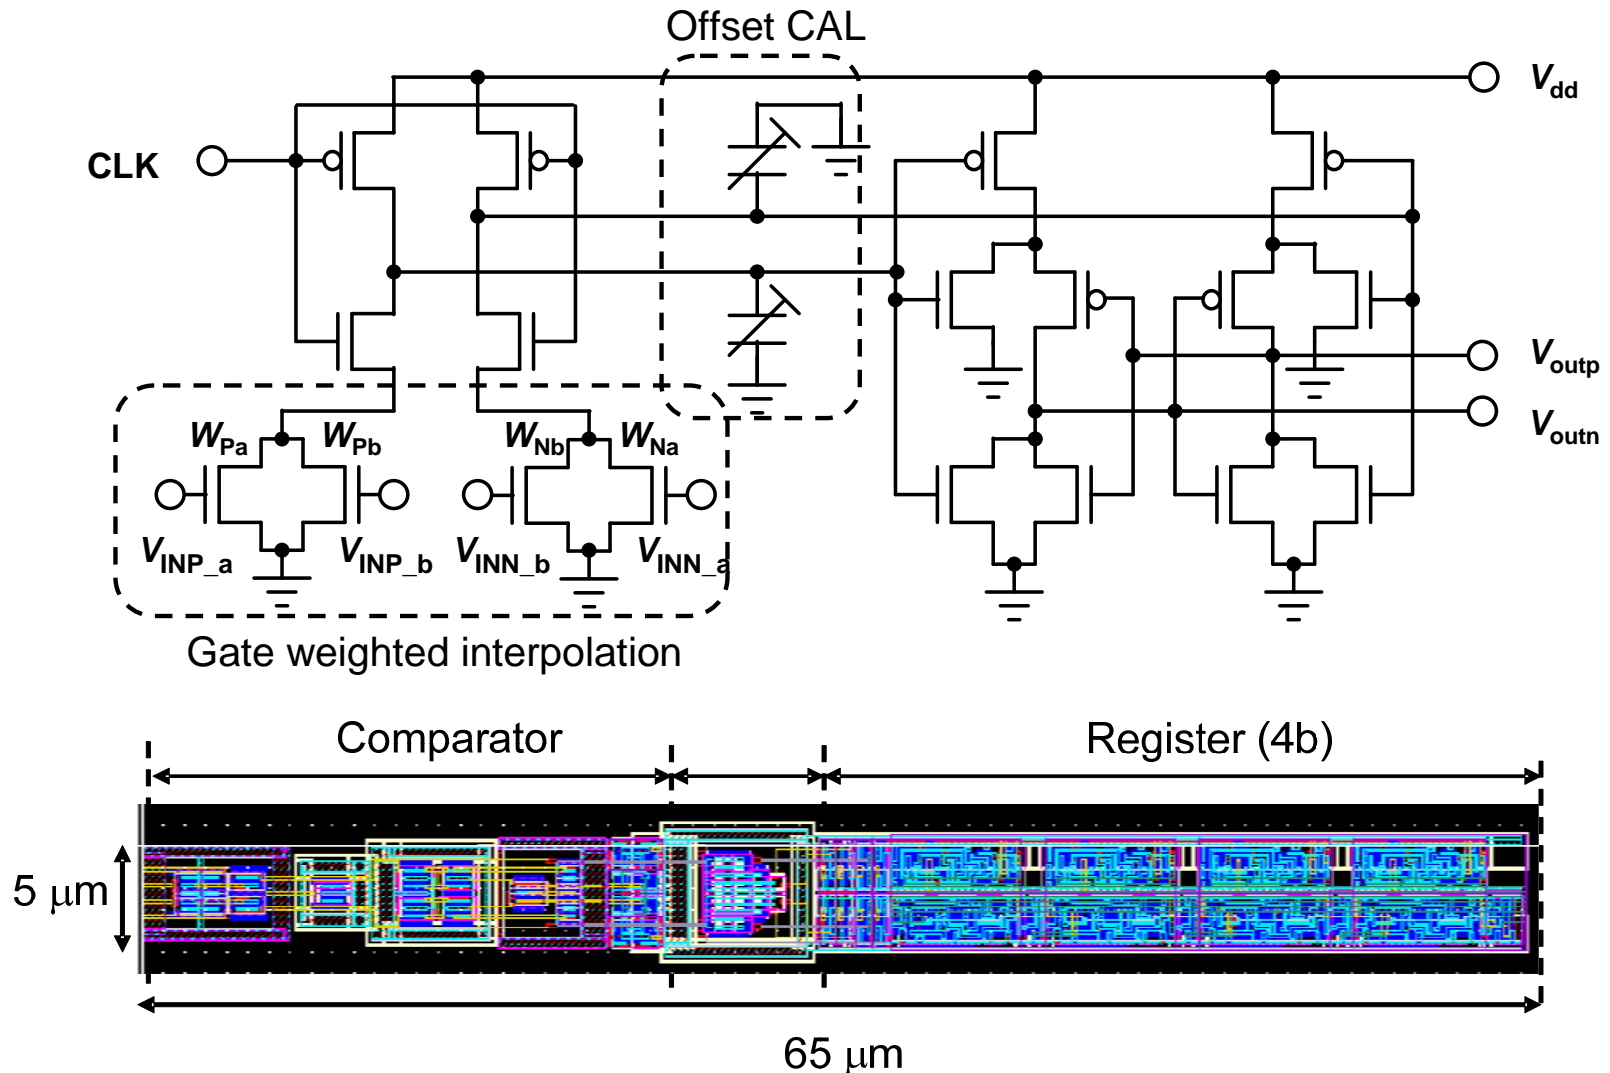 Offset CAL
Vdd
CLK
Voutp
Voutn
WPa WPb WNb WNa
VINP_a VINP_b VINN_b VINN_a
Gate weighted interpolation
Comparator Register (4b)
5 μm
65 μm